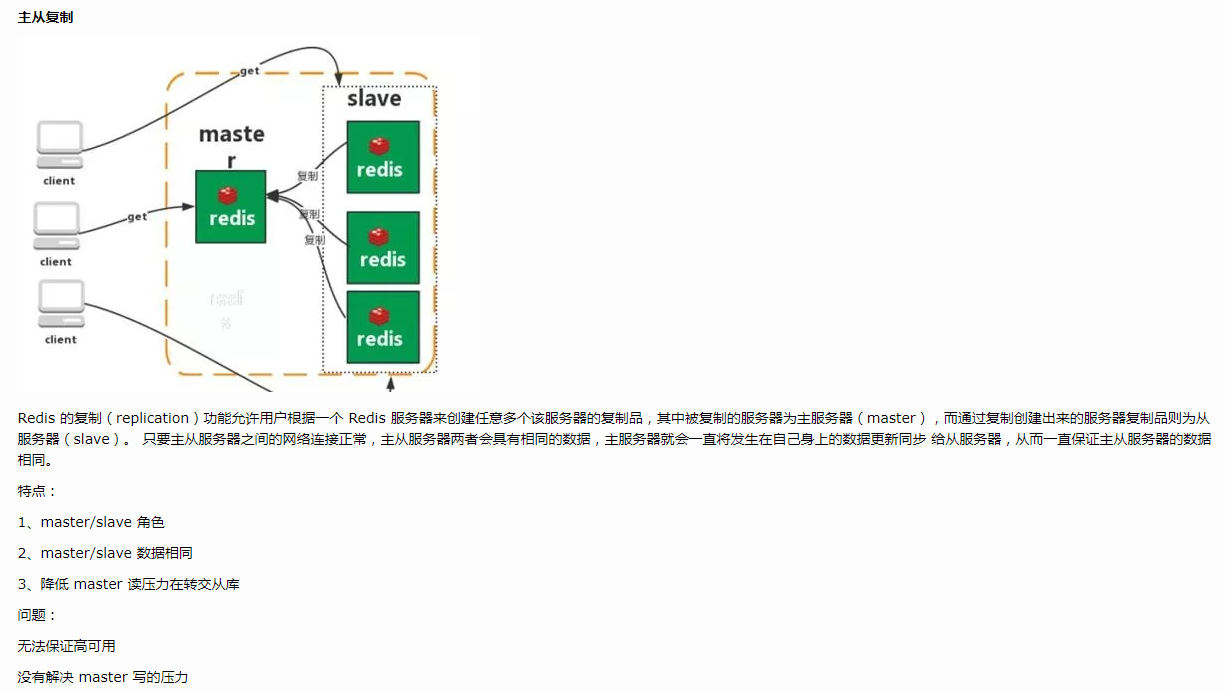 主从复制
get
slave
maste
r
redis
client
复制
redis
get
复制
复制
redis
client
redis
client
Redis 的复制（replication）功能允许用户根据一个 Redis 服务器来创建任意多个该服务器的复制品，其中被复制的服务器为主服务器（master），而通过复制创建出来的服务器复制品则为从
服务器（slave）。 只要主从服务器之间的网络连接正常，主从服务器两者会具有相同的数据，主服务器就会一直将发生在自己身上的数据更新同步 给从服务器，从而一直保证主从服务器的数据
相同。
特点：
1、master/slave 角色
2、master/slave 数据相同
3、降低 master 读压力在转交从库
问题：
无法保证高可用
没有解决 master 写的压力